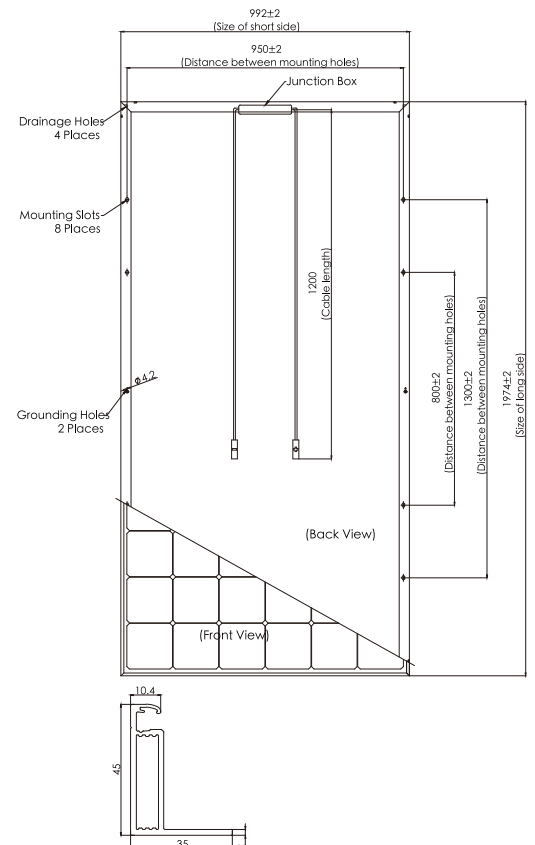 992±2
(Size of short side)
950±2
(Distance between mounting holes)
Junction Box
Drainage Holes
4 Places
Mounting Slots
8 Places
1200
(Cable length)
800±2
(Distance between mounting holes)
1300±2
(Distance between mounting holes)
1974±2
(Size of long side)
ϕ4.2
Grounding Holes
2 Places
(Back View)
(Front View)
10.4
45
35